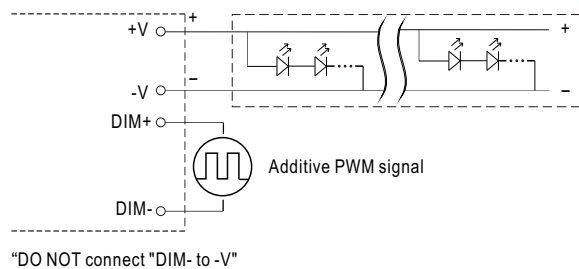 +V
+
+
-V
−
−
DIM+
Additive PWM signal
DIM-
“DO NOT connect "DIM- to -V"